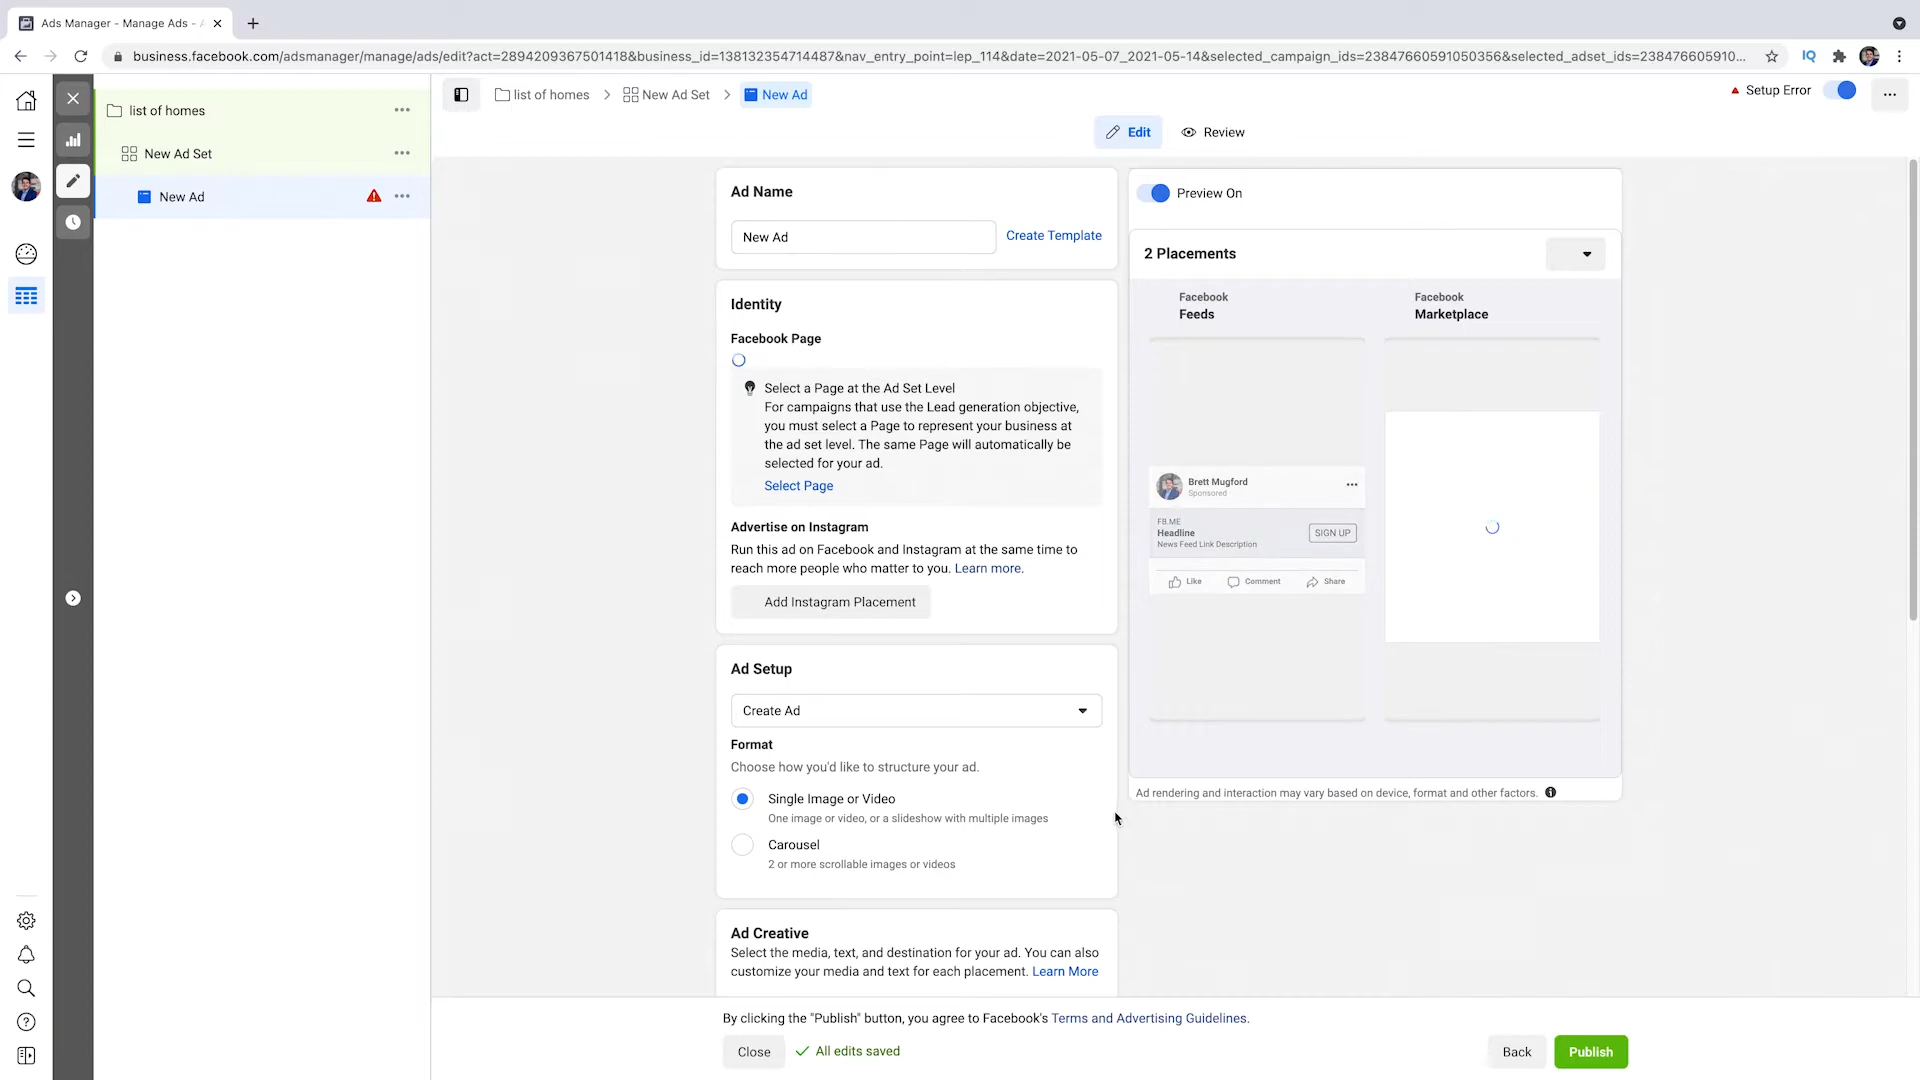 Ads Manager - Manage Ads - A
business.facebook.com/adsmanager/manage/ads/edit?act=2894209367501418&business_id=138132354714487&nav_entry_point=lep_114&date=2021-05-07_2021-05-14&selected_campaign_ids=23847660591050356&selected_adset_ids=238476605910...
IQ
list of homes
New Ad Set
New Ad
list of homes
New Ad Set
New Ad
Setup Error
Edit
Review
Ad Name
New Ad
Create Template
Identity
Facebook Page
Select a Page at the Ad Set Level
For campaigns that use the Lead generation objective,
you must select a Page to represent your business at
the ad set level. The same Page will automatically be
selected for your ad.
Select Page
Advertise on Instagram
Run this ad on Facebook and Instagram at the same time to
reach more people who matter to you. Learn more.
Add Instagram Placement
Ad Setup
Create Ad
Format
Choose how you'd like to structure your ad.
Single Image or Video
One image or video, or a slideshow with multiple images
Carousel
2 or more scrollable images or videos
Ad Creative
Select the media, text, and destination for your ad. You can also
customize your media and text for each placement. Learn More
Preview On
2 Placements
Facebook
Feeds
Facebook
Marketplace
Brett Mugford
Sponsored
FB.ME
Headline
News Feed Link Description
SIGN UP
Like
Comment
Share
Ad rendering and interaction may vary based on device, format and other factors.
By clicking the "Publish" button, you agree to Facebook's Terms and Advertising Guidelines.
Close
All edits saved
Back
Publish